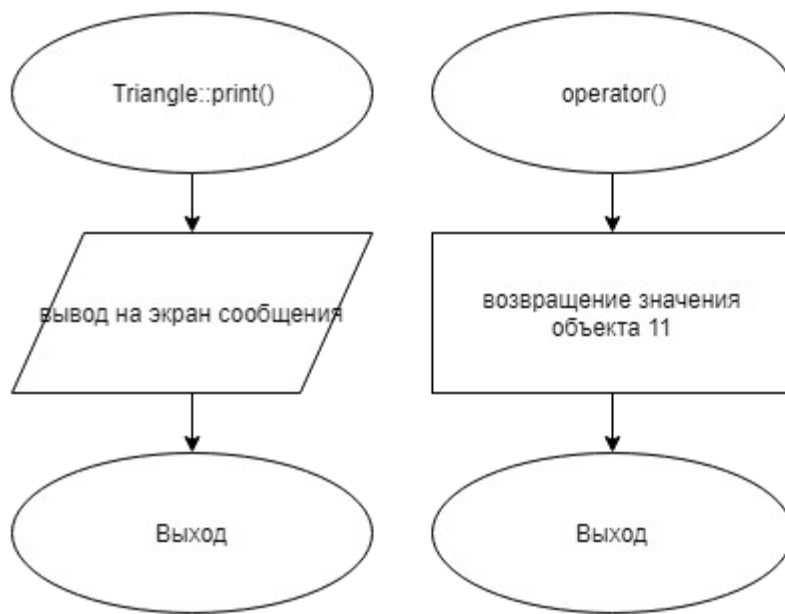 Triangle::print()
operator()
вывод на экран сообщения
возвращение значения
объекта 11
Выход
Выход